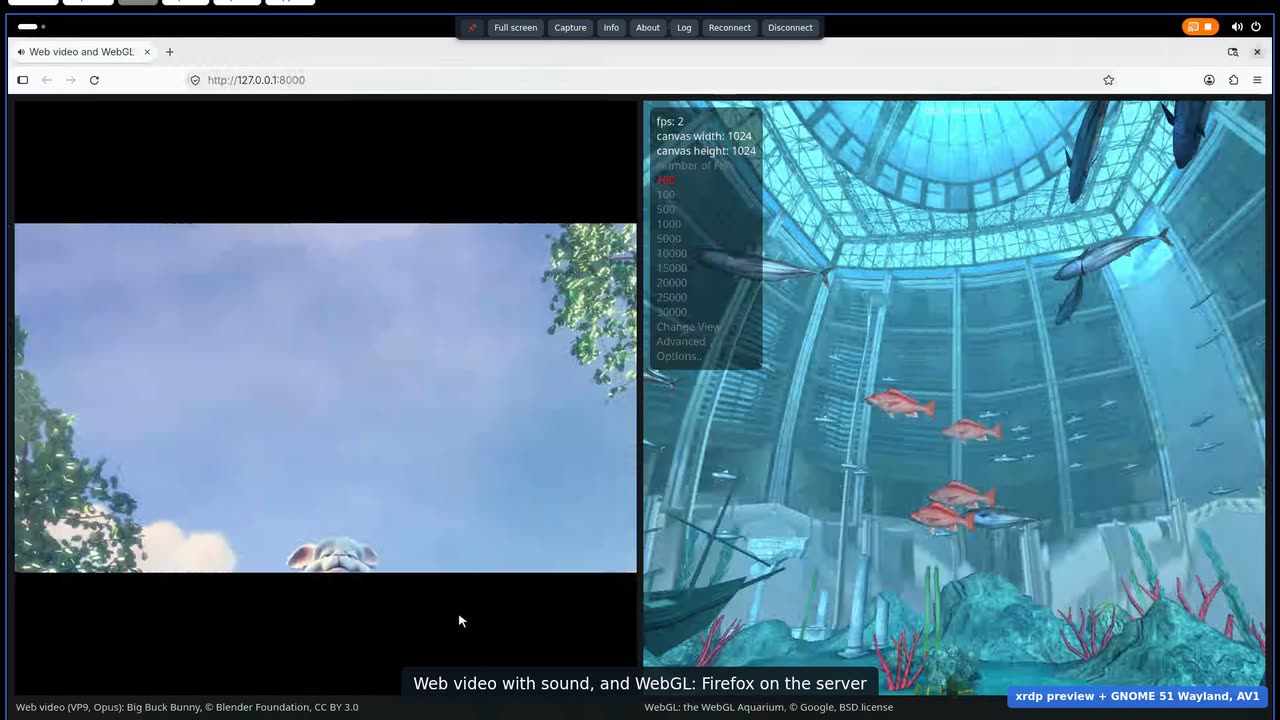 Full screen
Capture
Info
About
Log
Reconnect
Disconnect
Web video and WebGL
http://127.0.0.1:8000
fps: 2
canvas width: 1024
canvas height: 1024
Number of Fish
100
500
1000
5000
10000
15000
20000
25000
30000
Change View
Advanced
Options..
Web video with sound, and WebGL: Firefox on the server
xrdp preview + GNOME 51 Wayland, AV1
Web video (VP9, Opus): Big Buck Bunny, © Blender Foundation, CC BY 3.0
WebGL: the WebGL Aquarium, © Google, BSD license